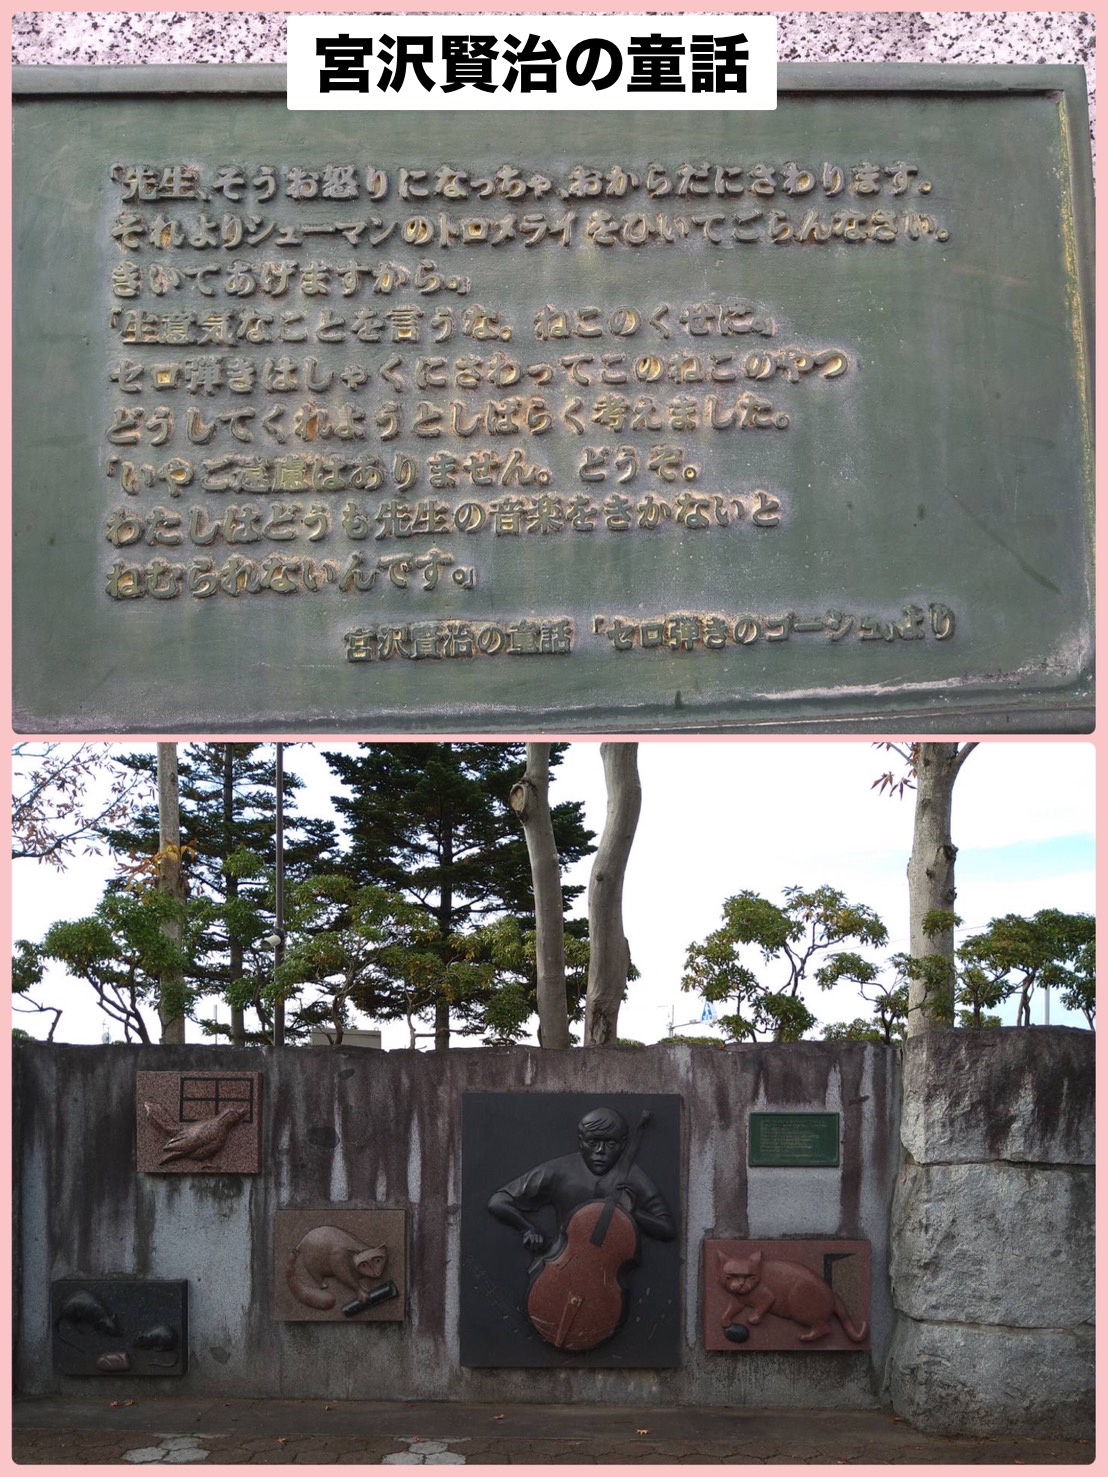 宮沢賢治の童話
「先生、そうお怒りになっちゃ、おからだにさわります。
それよりシューマンのトロメライをひいてごらんなさい。
きいてあげますから。」
「生意気なことを言うな。ねこのくせに。」
セロ弾きはしゃくにさわってこのねこのやつ
どうしてくれようとしばらく考えました。
「いやご遠慮はありません。どうぞ。
わたしはどうも先生の音楽をきかないと
ねむられないんです。」
宮沢賢治の童話「セロ弾きのゴーシュ」より